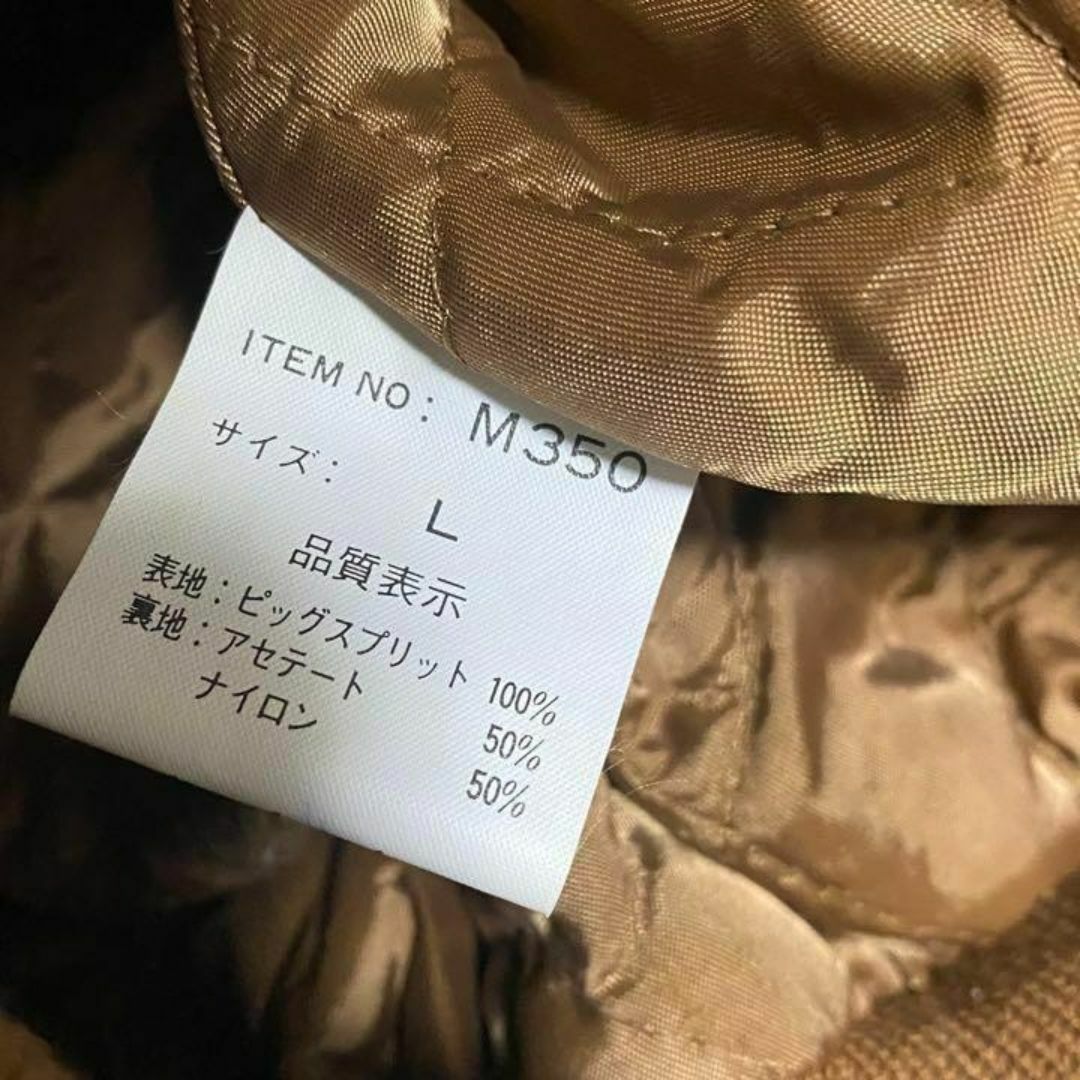 ITEM NO: M350
サイズ:
L
品質表示
表地:ピッグスプリット 100%
裏地:アセテート 50%
ナイロン 50%